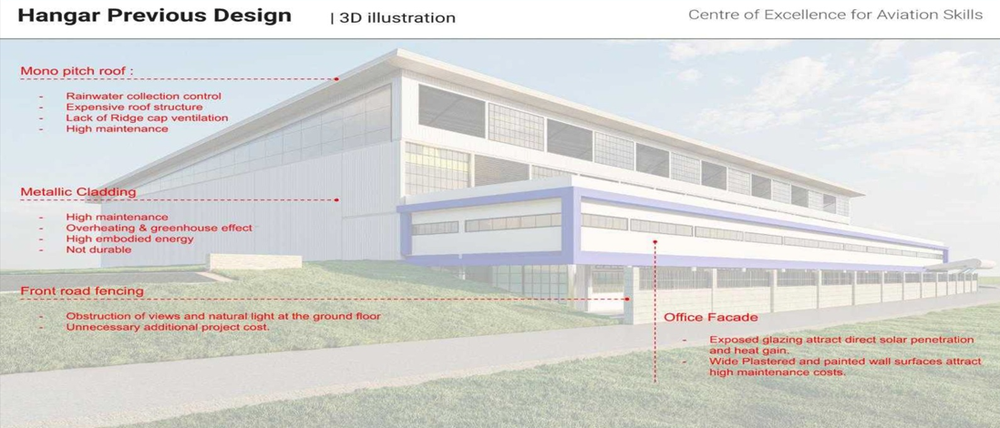 Hangar Previous Design | 3D illustration
Centre of Excellence for Aviation Skills
Mono pitch roof :
- Rainwater collection control
- Expensive roof structure
- Lack of Ridge cap ventilation
- High maintenance
Metallic Cladding
- High maintenance
- Overheating & greenhouse effect
- High embodied energy
- Not durable
Front road fencing
- Obstruction of views and natural light at the ground floor
- Unnecessary additional project cost.
Office Facade
- Exposed glazing attract direct solar penetration
and heat gain.
- Wide Plastered and painted wall surfaces attract
high maintenance costs.